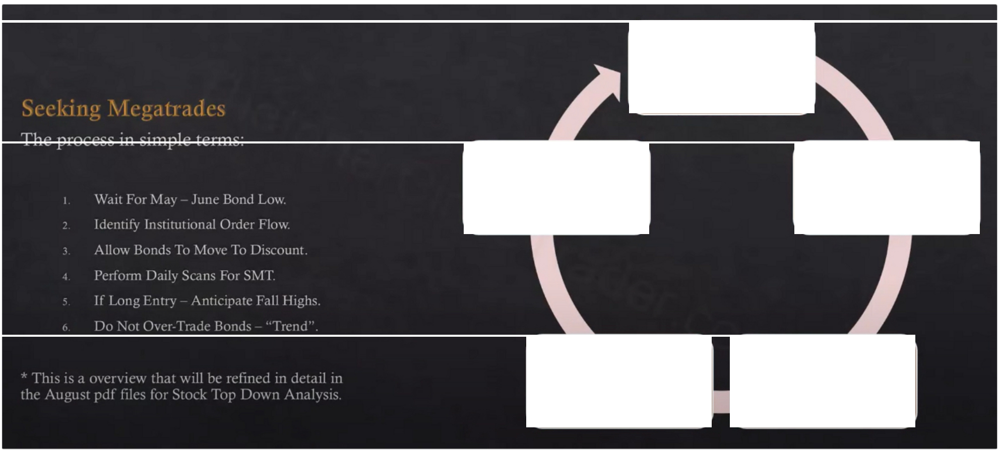 Seeking Megatrades
The process in simple terms:
1. Wait For May – June Bond Low.
2. Identify Institutional Order Flow.
3. Allow Bonds To Move To Discount.
4. Perform Daily Scans For SMT.
5. If Long Entry – Anticipate Fall Highs.
6. Do Not Over-Trade Bonds – “Trend”.
* This is a overview that will be refined in detail in
the August pdf files for Stock Top Down Analysis.